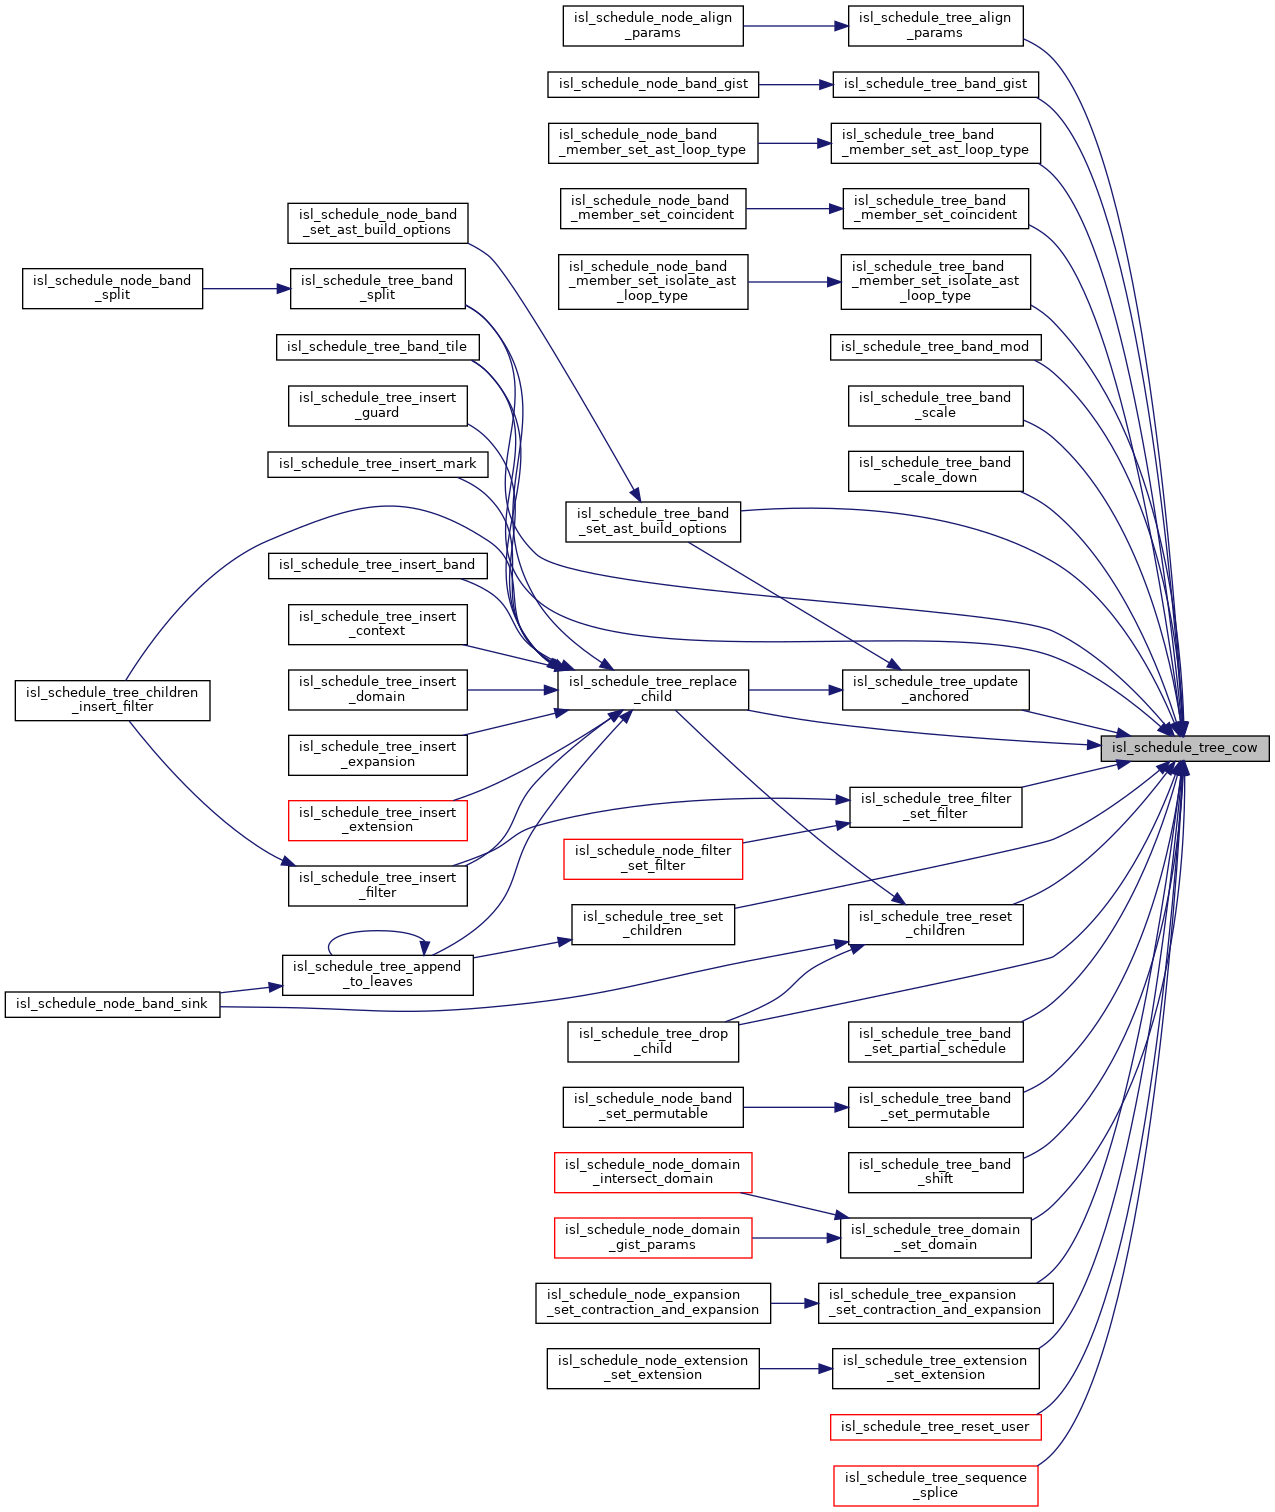 isl_schedule_node_align
_params
isl_schedule_tree_align
_params
isl_schedule_node_band_gist
isl_schedule_tree_band_gist
isl_schedule_node_band
_member_set_ast_loop_type
isl_schedule_tree_band
_member_set_ast_loop_type
isl_schedule_node_band
_member_set_coincident
isl_schedule_tree_band
_member_set_coincident
isl_schedule_node_band
_set_ast_build_options
isl_schedule_node_band
_member_set_isolate_ast
_loop_type
isl_schedule_tree_band
_member_set_isolate_ast
_loop_type
isl_schedule_node_band
_split
isl_schedule_tree_band
_split
isl_schedule_tree_band_tile
isl_schedule_tree_band_mod
isl_schedule_tree_insert
_guard
isl_schedule_tree_band
_scale
isl_schedule_tree_insert_mark
isl_schedule_tree_band
_scale_down
isl_schedule_tree_band
_set_ast_build_options
isl_schedule_tree_insert_band
isl_schedule_tree_insert
_context
isl_schedule_tree_children
_insert_filter
isl_schedule_tree_insert
_domain
isl_schedule_tree_replace
_child
isl_schedule_tree_update
_anchored
isl_schedule_tree_cow
isl_schedule_tree_insert
_expansion
isl_schedule_tree_insert
_extension
isl_schedule_tree_filter
_set_filter
isl_schedule_node_filter
_set_filter
isl_schedule_tree_insert
_filter
isl_schedule_tree_set
_children
isl_schedule_tree_reset
_children
isl_schedule_tree_append
_to_leaves
isl_schedule_node_band_sink
isl_schedule_tree_drop
_child
isl_schedule_tree_band
_set_partial_schedule
isl_schedule_node_band
_set_permutable
isl_schedule_tree_band
_set_permutable
isl_schedule_node_domain
_intersect_domain
isl_schedule_tree_band
_shift
isl_schedule_node_domain
_gist_params
isl_schedule_tree_domain
_set_domain
isl_schedule_node_expansion
_set_contraction_and_expansion
isl_schedule_tree_expansion
_set_contraction_and_expansion
isl_schedule_node_extension
_set_extension
isl_schedule_tree_extension
_set_extension
isl_schedule_tree_reset_user
isl_schedule_tree_sequence
_splice